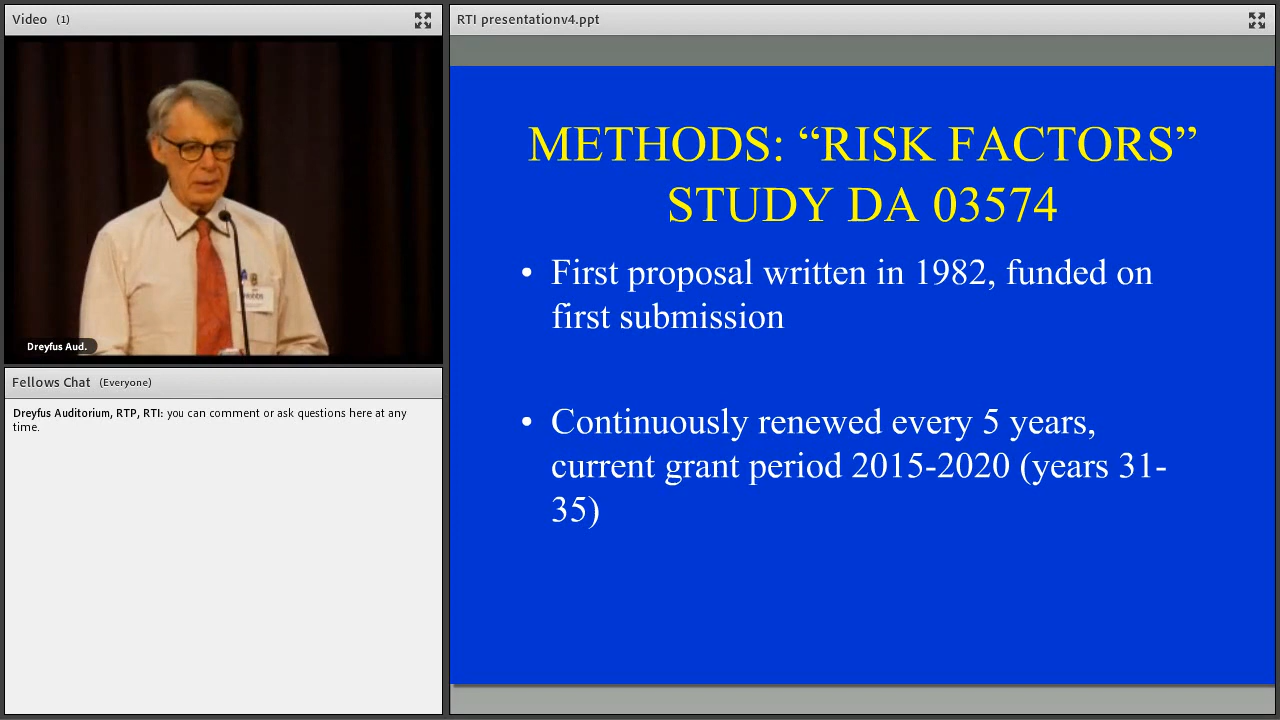 Video (1)
Dreyfus Aud.
Fellows Chat (Everyone)
Dreyfus Auditorium, RTP, RTI: you can comment or ask questions here at any
time.
RTI presentationv4.ppt
METHODS: “RISK FACTORS”
STUDY DA 03574
• First proposal written in 1982, funded on
first submission
• Continuously renewed every 5 years,
current grant period 2015-2020 (years 31-
35)